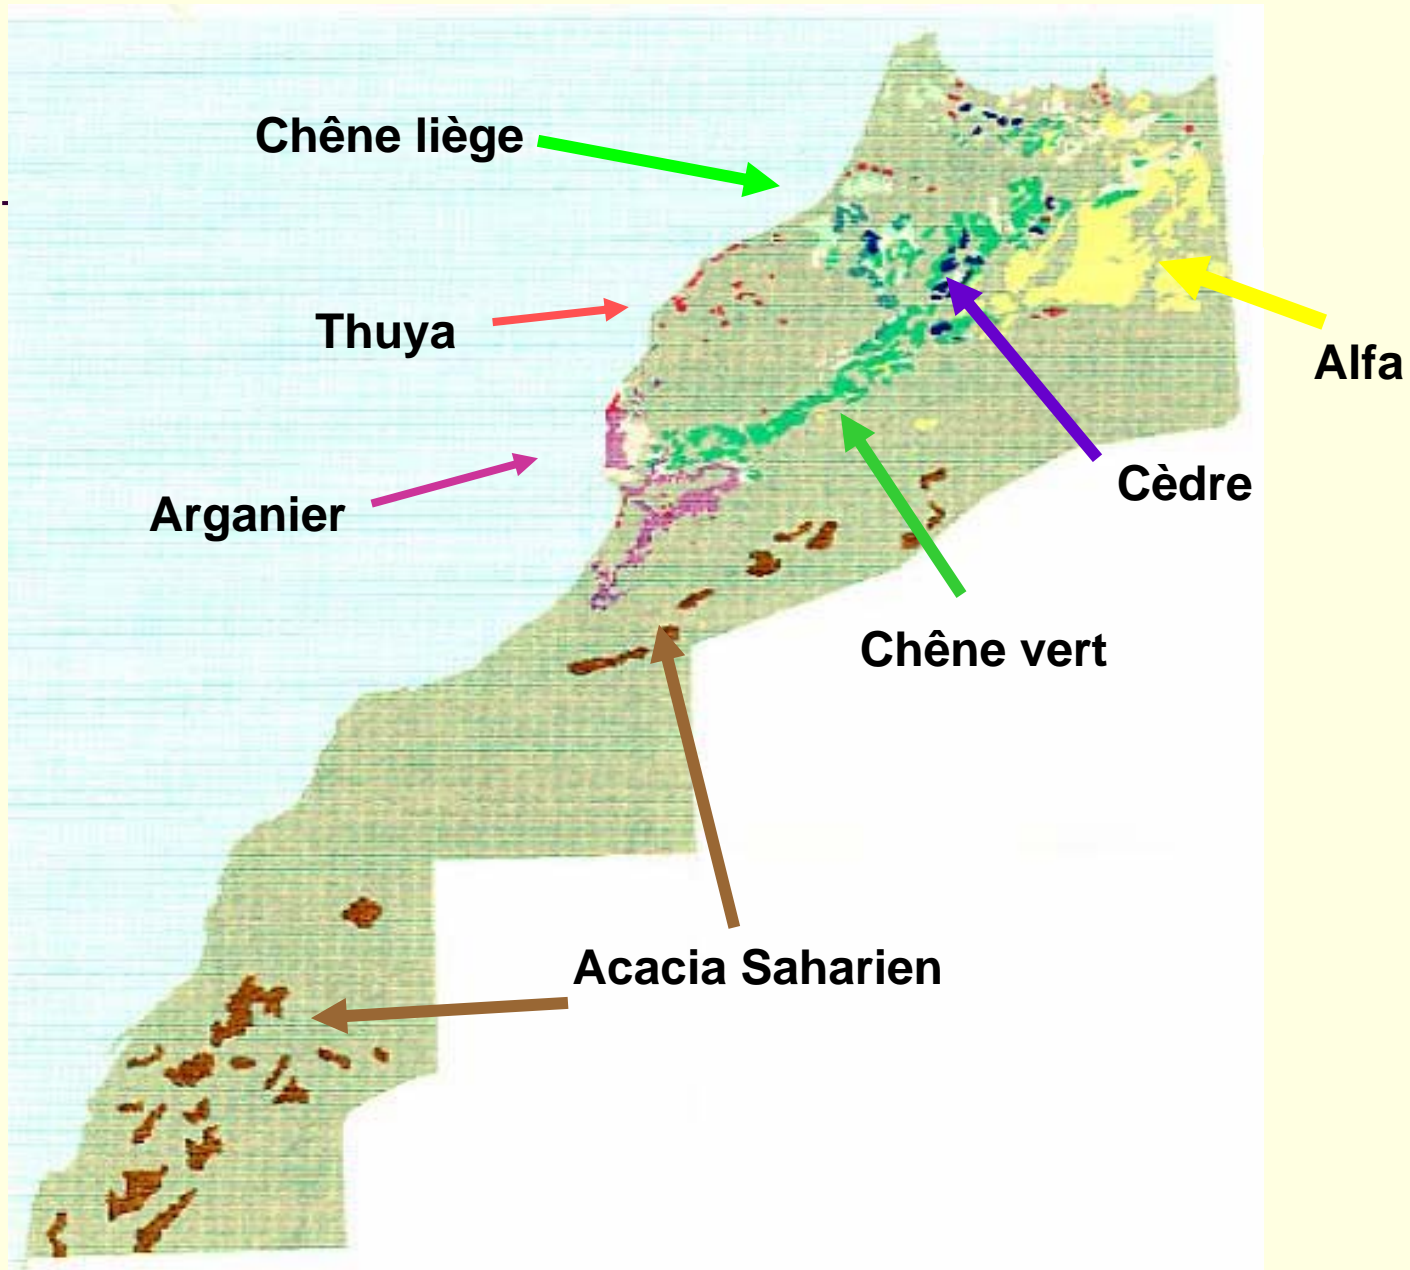 Chêne liège
Thuya
Alfa
Cèdre
Arganier
Chêne vert
Acacia Saharien